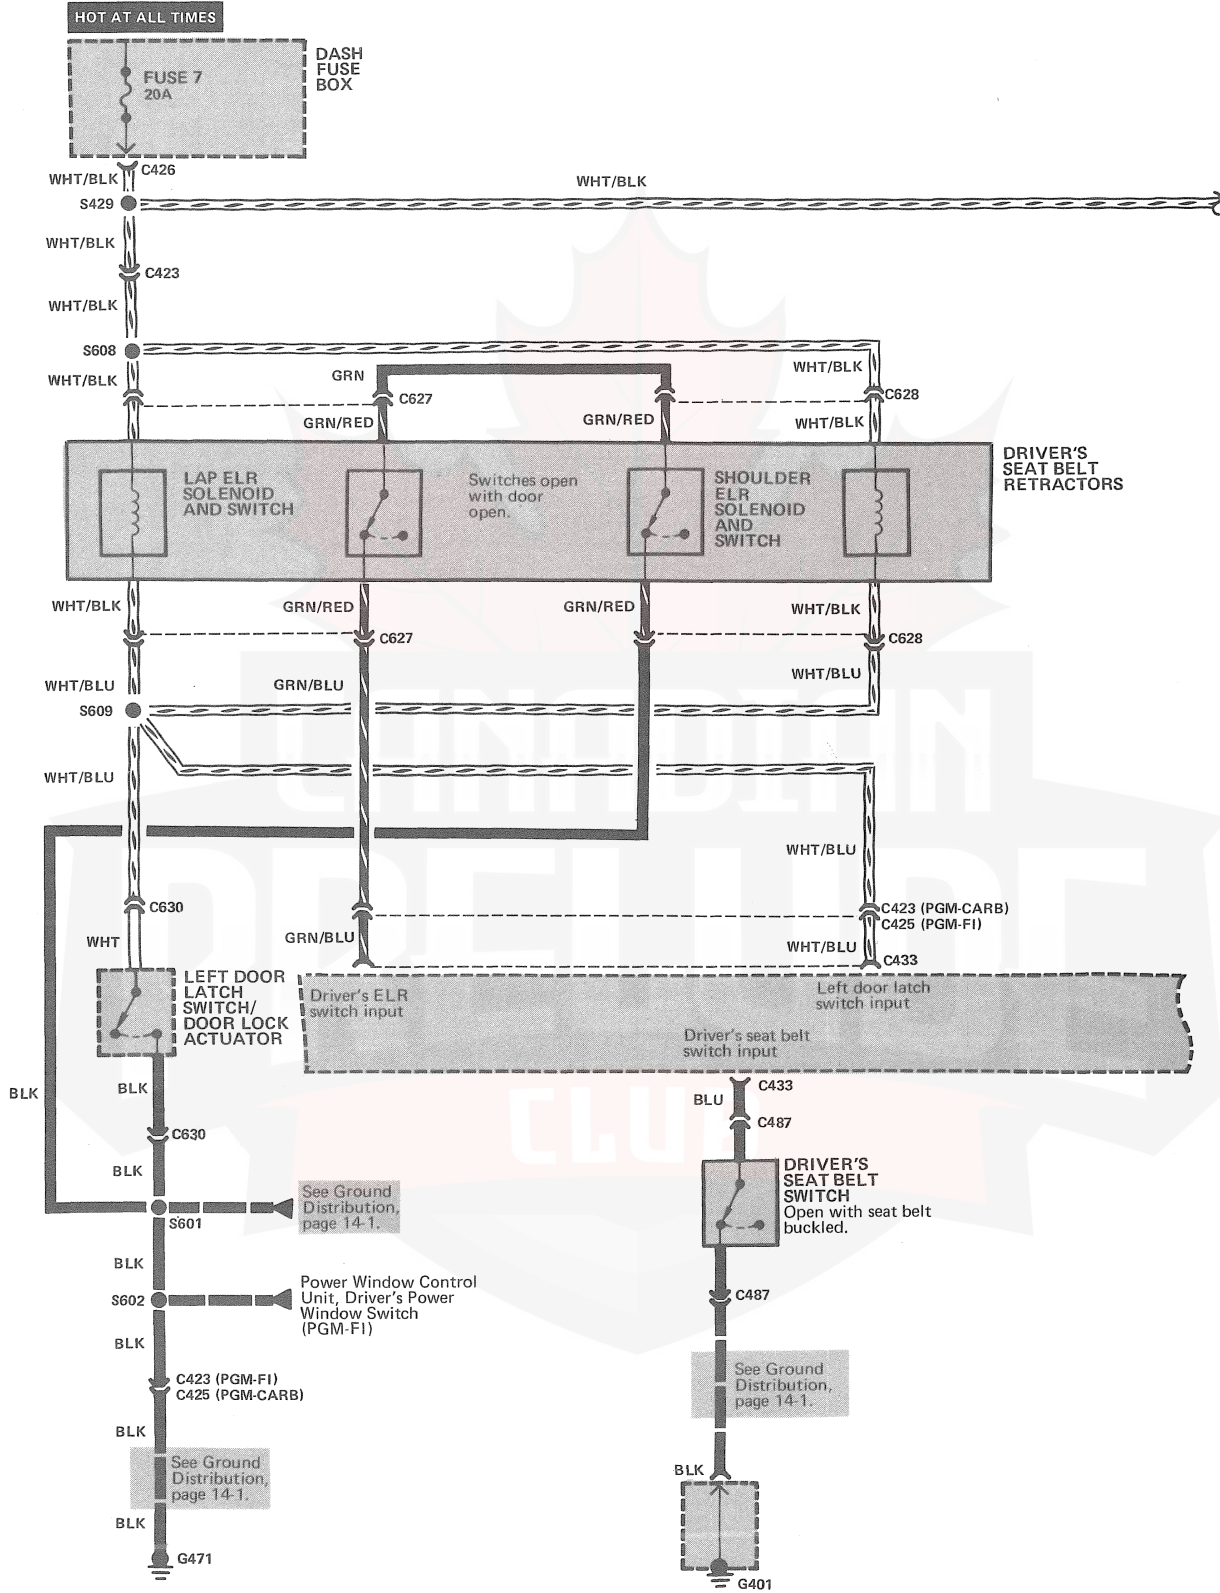 HOT AT ALL TIMES
DASH
FUSE
BOX
FUSE 7
20A
C426
WHT/BLK
WHT/BLK
S429
WHT/BLK
C423
WHT/BLK
S608
WHT/BLK
GRN
WHT/BLK
C627
C628
GRN/RED
GRN/RED
WHT/BLK
DRIVER'S
SEAT BELT
RETRACTORS
LAP ELR
SOLENOID
AND SWITCH
Switches open
with door
open.
SHOULDER
ELR
SOLENOID
AND
SWITCH
WHT/BLK
GRN/RED
GRN/RED
WHT/BLK
C627
C628
WHT/BLU
GRN/BLU
WHT/BLU
S609
CANADIAN
WHT/BLU
WHT/BLU
PRELUDE
C630
C423 (PGM-CARB)
C425 (PGM-FI)
WHT
GRN/BLU
WHT/BLU
C433
LEFT DOOR
LATCH
SWITCH/
DOOR LOCK
ACTUATOR
Driver's ELR
switch input
Left door latch
switch input
Driver's seat belt
switch input
BLK
BLK
C433
BLU
C487
CLUB
C630
BLK
DRIVER'S
SEAT BELT
SWITCH
Open with seat belt
buckled.
See Ground
Distribution,
page 14-1.
S601
BLK
S602
Power Window Control
Unit, Driver's Power
Window Switch
(PGM-FI)
C487
BLK
C423 (PGM-FI)
C425 (PGM-CARB)
See Ground
Distribution,
page 14-1.
BLK
See Ground
Distribution,
page 14-1.
BLK
BLK
G471
G401